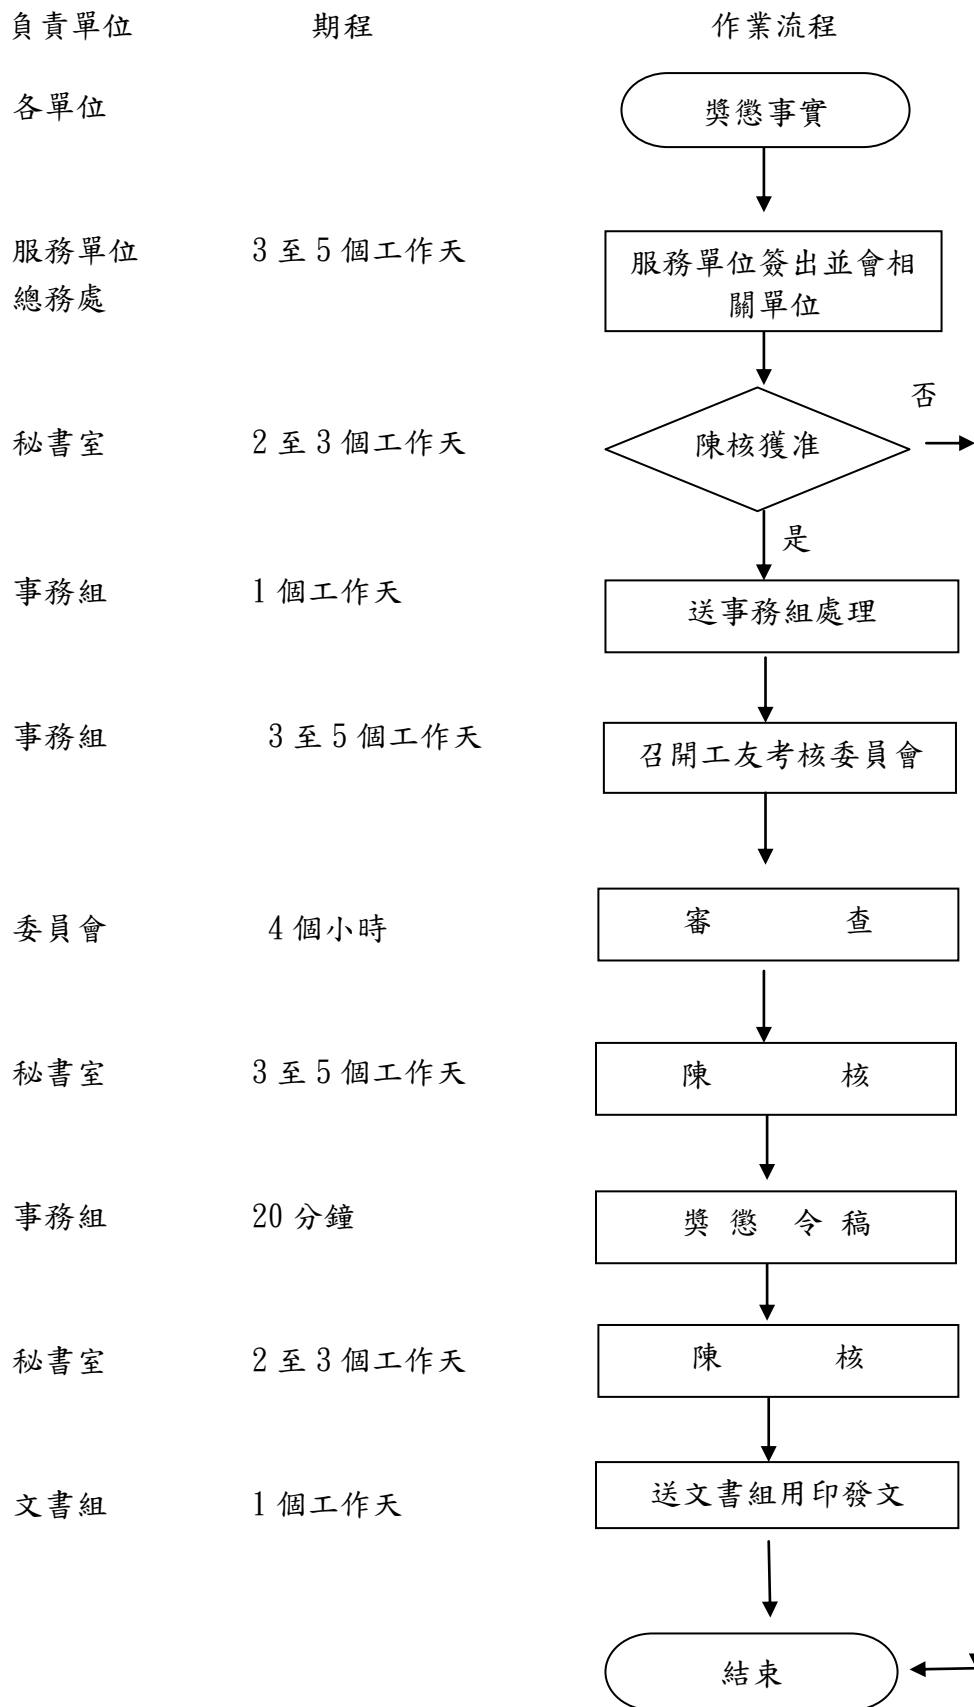 負責單位 期程 作業流程
各單位 獎懲事實
服務單位 3至5個工作天 服務單位簽出並會相
總務處 關單位
否
秘書室 2至3個工作天 陳核獲准
是
事務組 1個工作天 送事務組處理
事務組 3至5個工作天 召開工友考核委員會
委員會 4個小時 審 查
秘書室 3至5個工作天 陳 核
事務組 20分鐘 獎 懲 令 稿
秘書室 2至3個工作天 陳 核
文書組 1個工作天 送文書組用印發文
結束